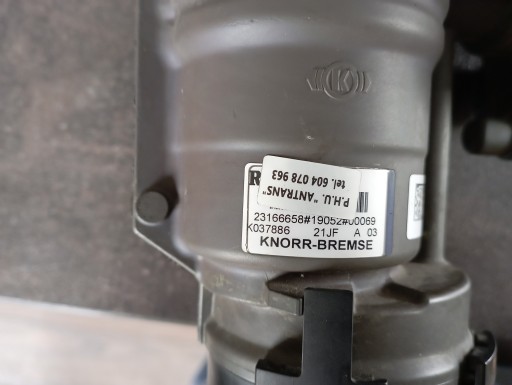 K
R
P.H.U. "ANTRANS"
tel. 604 078 963
23166658#19052#00069
K037886 21JF A 03
KNORR-BREMSE